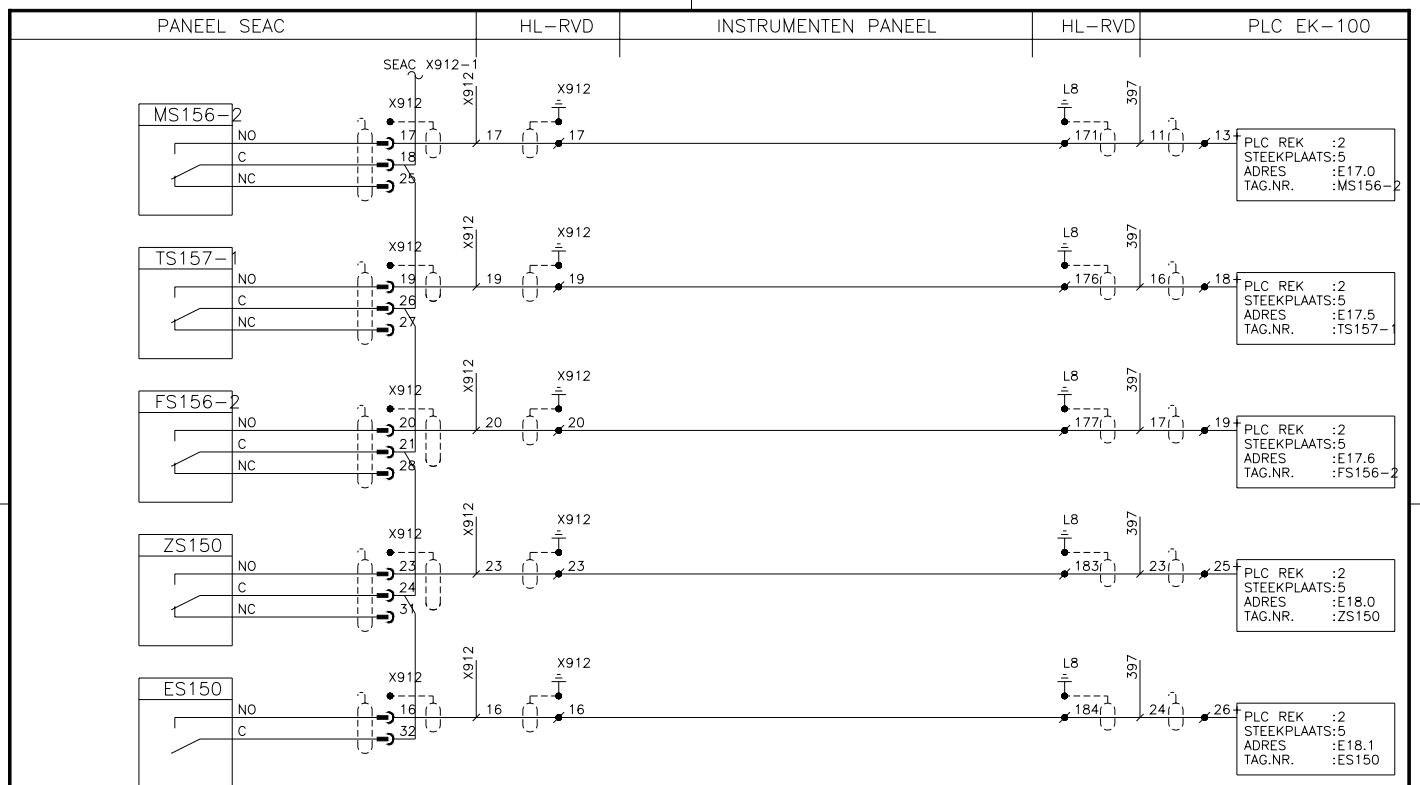 PANEEL SEAC HL-RVD INSTRUMENTEN PANEEL HL-RVD PLC EK-100
SEAC X912-1
X912 X912 X912 L8 397
MS156-2
NO 17 17 17 171 11 13+
C 18
NC 25
PLC REK :2
STEEKPLAATS:5
ADRES :E17.0
TAG.NR. :MS156-2
X912 X912 X912 L8 397
TS157-1
NO 19 19 19 176 16 18+
C 26
NC 27
PLC REK :2
STEEKPLAATS:5
ADRES :E17.5
TAG.NR. :TS157-1
X912 X912 X912 L8 397
FS156-2
NO 20 20 20 177 17 19+
C 21
NC 28
PLC REK :2
STEEKPLAATS:5
ADRES :E17.6
TAG.NR. :FS156-2
X912 X912 X912 L8 397
ZS150
NO 23 23 23 183 23 25+
C 24
NC 31
PLC REK :2
STEEKPLAATS:5
ADRES :E18.0
TAG.NR. :ZS150
X912 X912 X912 L8 397
ES150
NO 16 16 16 184 24 26+
C 32
PLC REK :2
STEEKPLAATS:5
ADRES :E18.1
TAG.NR. :ES150